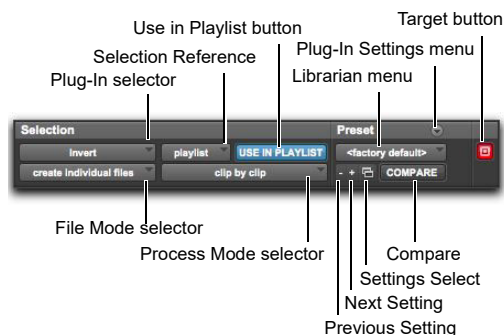 Use in Playlist button
Target button
Selection Reference
Plug-In Settings menu
Plug-In selector
Librarian menu
Selection
Preset
Invert
playlist
USE IN PLAYLIST
<factory default>
create individual files
clip by clip
- +
COMPARE
File Mode selector
Process Mode selector
Compare
Settings Select
Next Setting
Previous Setting